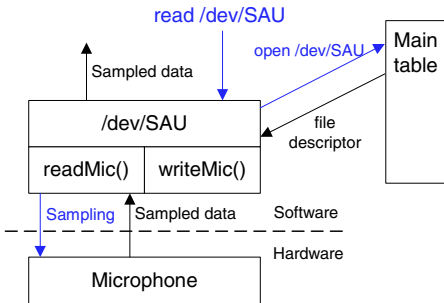 read /dev/SAU
open /dev/SAU
Main
table
Sampled data
/dev/SAU
file
descriptor
readMic()
writeMic()
Sampling
Sampled data
Software
Hardware
Microphone